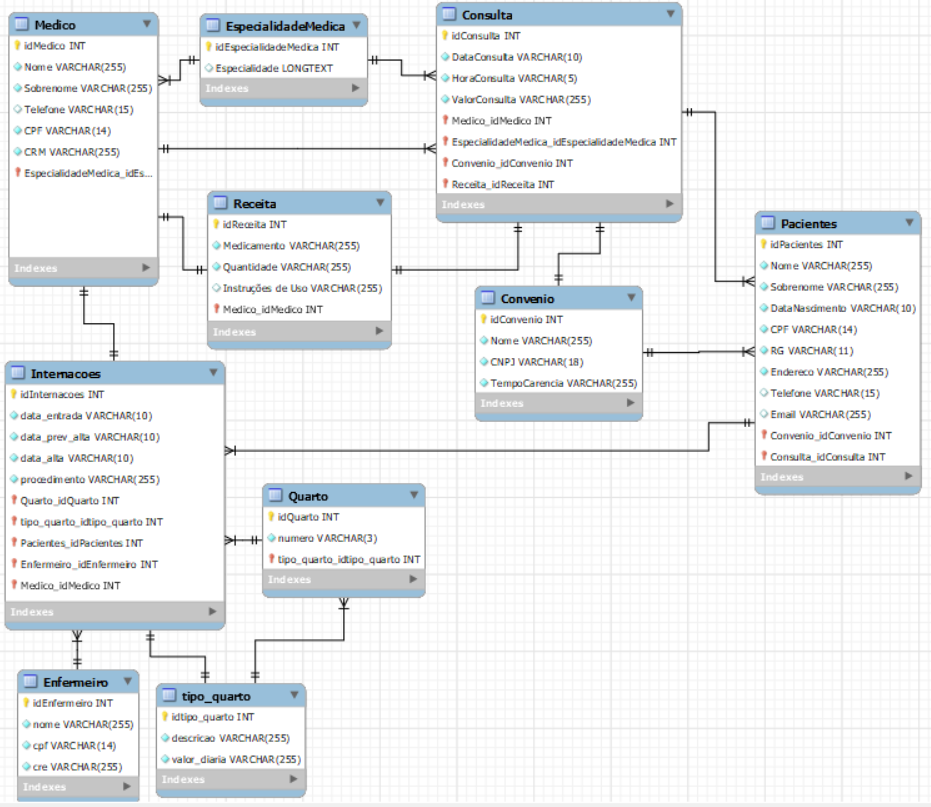 Medico
idMedico INT
Nome VARCHAR(255)
Sobrenome VARCHAR(255)
Telefone VARCHAR(15)
CPF VARCHAR(14)
CRM VARCHAR(255)
EspecialidadeMedica_idEs...
Indexes
EspecialidadeMedica
idEspecialidadeMedica INT
Especialidade LONGTEXT
Indexes
Consulta
idConsulta INT
DataConsulta VARCHAR(10)
HoraConsulta VARCHAR(5)
ValorConsulta VARCHAR(255)
Medico_idMedico INT
EspecialidadeMedica_idEspecialidadeMedica INT
Convenio_idConvenio INT
Receita_idReceita INT
Indexes
Receita
idReceita INT
Medicamento VARCHAR(255)
Quantidade VARCHAR(255)
Instruções de Uso VARCHAR(255)
Medico_idMedico INT
Indexes
Pacientes
idPacientes INT
Nome VARCHAR(255)
Sobrenome VARCHAR(255)
DataNascimento VARCHAR(10)
CPF VARCHAR(14)
RG VARCHAR(11)
Endereco VARCHAR(255)
Telefone VARCHAR(15)
Email VARCHAR(255)
Convenio_idConvenio INT
Consulta_idConsulta INT
Indexes
Convenio
idConvenio INT
Nome VARCHAR(255)
CNPJ VARCHAR(18)
TempoCarencia VARCHAR(255)
Indexes
Internacoes
idInternacoes INT
data_entrada VARCHAR(10)
data_prev_alta VARCHAR(10)
data_alta VARCHAR(10)
procedimento VARCHAR(255)
Quarto_idQuarto INT
tipo_quarto_idtipo_quarto INT
Pacientes_idPacientes INT
Enfermeiro_idEnfermeiro INT
Medico_idMedico INT
Indexes
Quarto
idQuarto INT
numero VARCHAR(3)
tipo_quarto_idtipo_quarto INT
Indexes
Enfermeiro
idEnfermeiro INT
nome VARCHAR(255)
cpf VARCHAR(14)
cre VARCHAR(255)
Indexes
tipo_quarto
idtipo_quarto INT
descricao VARCHAR(255)
valor_diaria VARCHAR(255)
Indexes